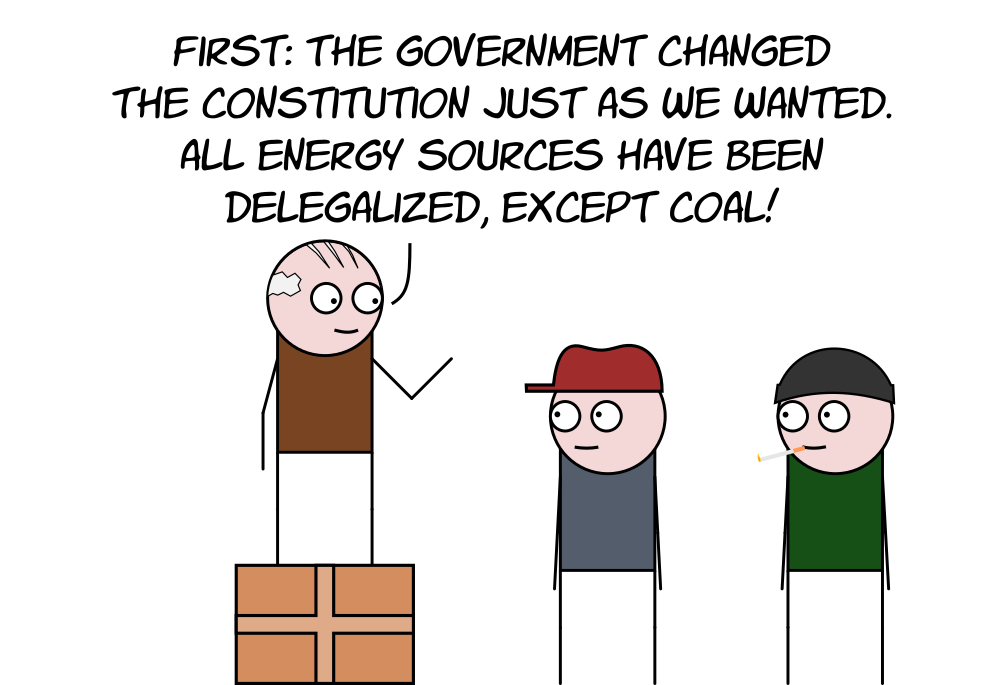 FIRST: THE GOVERNMENT CHANGED
THE CONSTITUTION JUST AS WE WANTED.
ALL ENERGY SOURCES HAVE BEEN
DELEGALIZED, EXCEPT COAL!